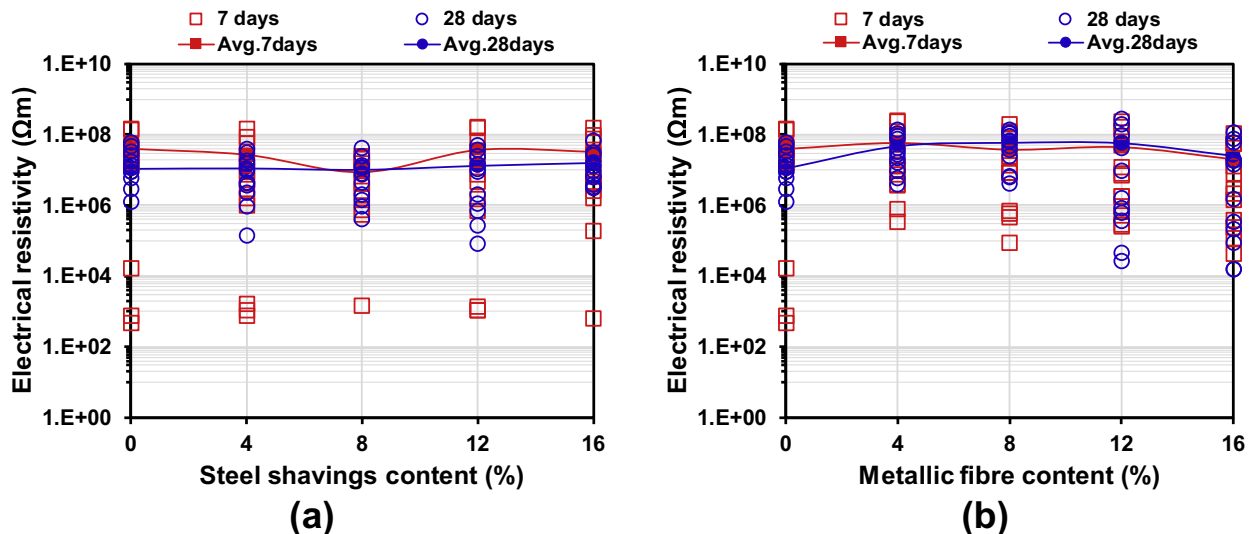 7 days 28 days
Avg.7days Avg.28days
Electrical resistivity (Ωm)
1.E+10
1.E+08
1.E+06
1.E+04
1.E+02
1.E+00
0 4 8 12 16
Steel shavings content (%)
(a)
7 days 28 days
Avg.7days Avg.28days
Electrical resistivity (Ωm)
1.E+10
1.E+08
1.E+06
1.E+04
1.E+02
1.E+00
0 4 8 12 16
Metallic fibre content (%)
(b)